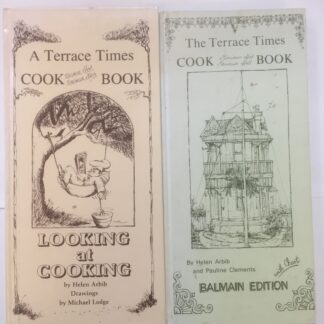 A Terrace Times
COOK BOOK
LOOKING
at
COOKING
by Helen Arbib
Drawings
by Michael Lodge
The Terrace Times
COOK BOOK
By Helen Arbib
and Pauline Clements
BALMAIN EDITION